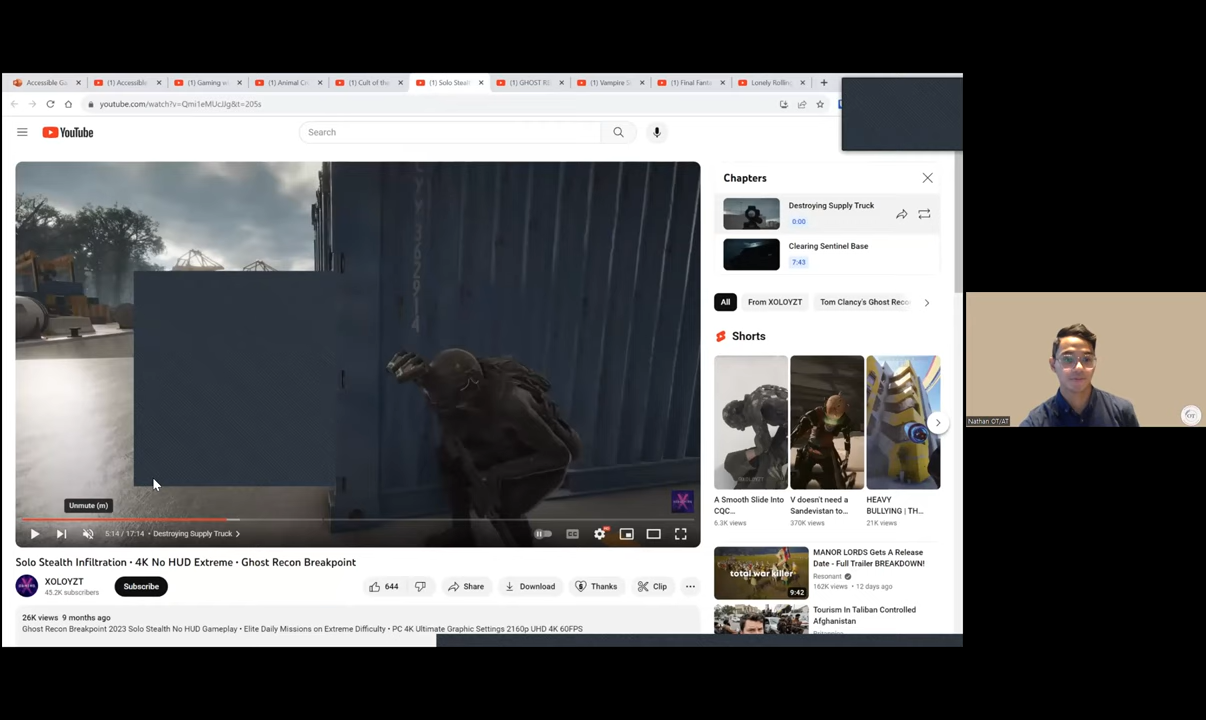 Accessible Ga
(1) Accessible
(1) Gaming w
(1) Animal Cr
(1) Cult of the
(1) Solo Stealt
(1) GHOST RE
(1) Vampire S
(1) Final Fanta
Lonely Rolling
youtube.com/watch?v=Qmi1eMUcJJg&t=205s
YouTube
Search
Chapters
Destroying Supply Truck
0:00
Clearing Sentinel Base
7:43
All
From XOLOYZT
Tom Clancy's Ghost Reco
Shorts
A Smooth Slide Into
CQC...
6.3K views
V doesn't need a
Sandevistan to...
370K views
HEAVY
BULLYING | TH...
21K views
Unmute (m)
5:14 / 17:14 • Destroying Supply Truck
CC
Solo Stealth Infiltration • 4K No HUD Extreme • Ghost Recon Breakpoint
XOLOYZT
45.2K subscribers
Subscribe
644
Share
Download
Thanks
Clip
26K views 9 months ago
Ghost Recon Breakpoint 2023 Solo Stealth No HUD Gameplay • Elite Daily Missions on Extreme Difficulty • PC 4K Ultimate Graphic Settings 2160p UHD 4K 60FPS
total war killer
9:42
MANOR LORDS Gets A Release
Date - Full Trailer BREAKDOWN!
Resonant
162K views • 12 days ago
Tourism In Taliban Controlled
Afghanistan
Nathan OT/AT